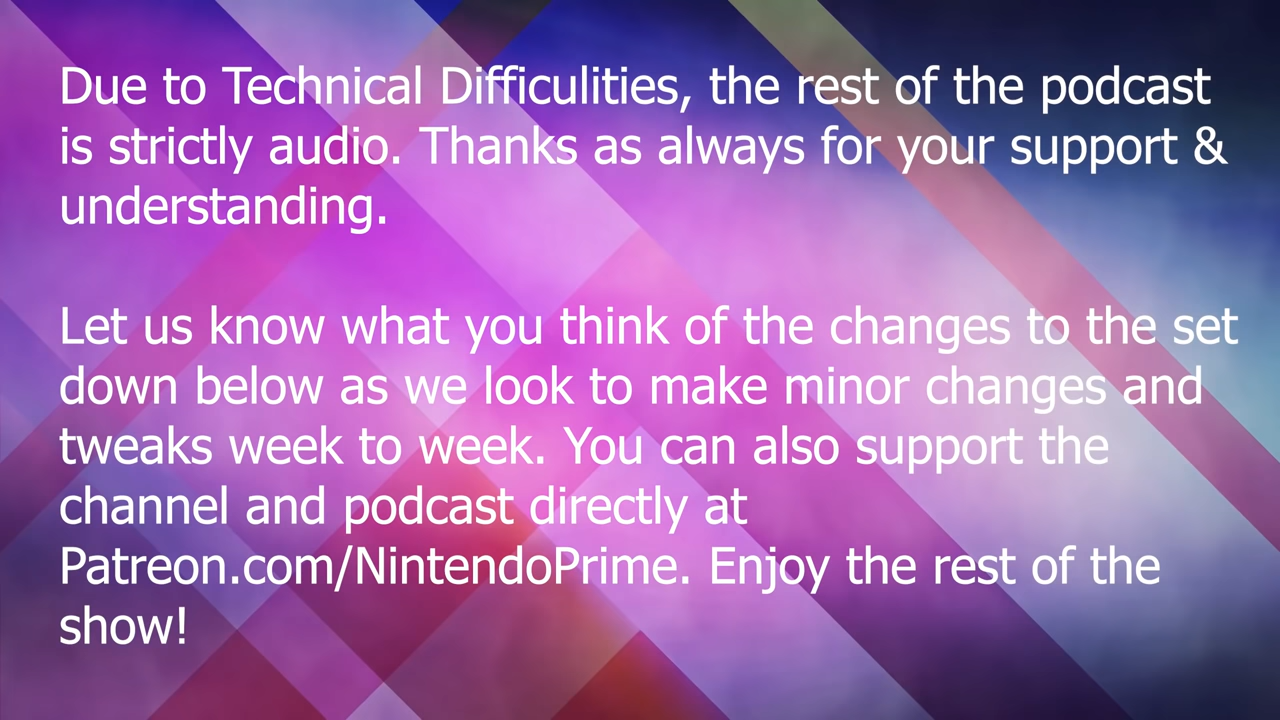 Due to Technical Difficulities, the rest of the podcast
is strictly audio. Thanks as always for your support &
understanding.
Let us know what you think of the changes to the set
down below as we look to make minor changes and
tweaks week to week. You can also support the
channel and podcast directly at
Patreon.com/NintendoPrime. Enjoy the rest of the
show!